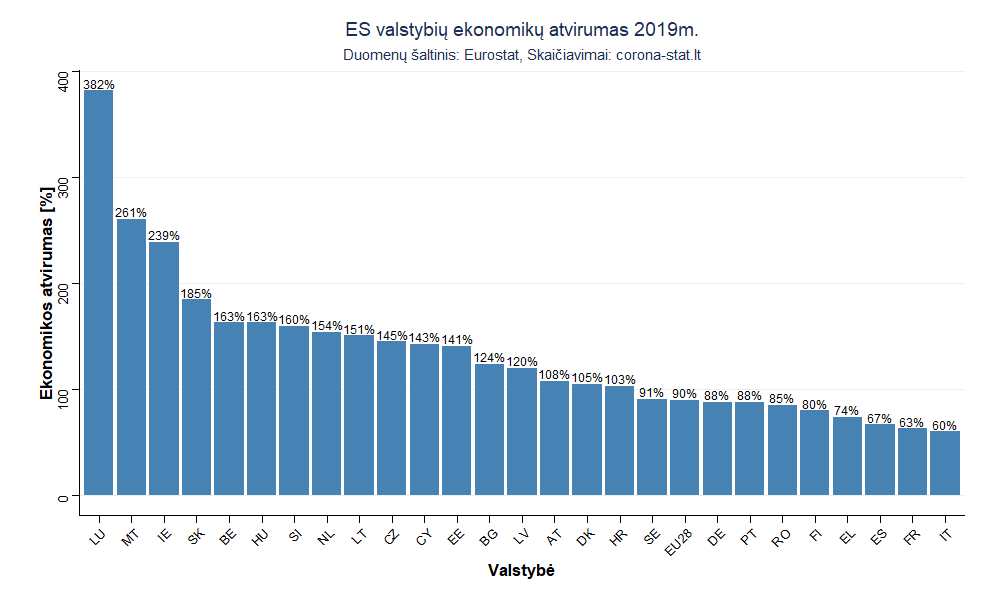 ES valstybių ekonomikų atvirumas 2019m.
Duomenų šaltinis: Eurostat, Skaičiavimai: corona-stat.lt
Ekonomikos atvirumas [%]
400
300
200
100
0
382% 261% 239% 185% 163% 163% 160% 154% 151% 145% 143% 141% 124% 120% 108% 105% 103% 91% 90% 88% 88% 85% 80% 74% 67% 63% 60%
LU MT IE SK BE HU SI NL LT CZ CY EE BG LV AT DK HR SE EU28 DE PT RO FI EL ES FR IT
Valstybė